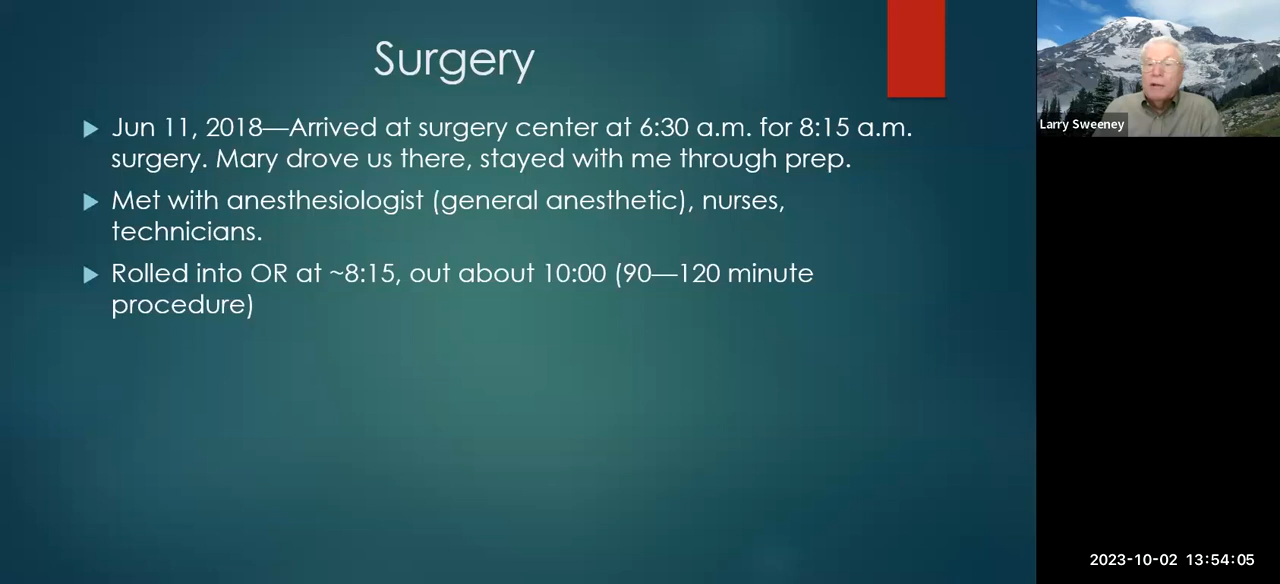 Surgery
Jun 11, 2018—Arrived at surgery center at 6:30 a.m. for 8:15 a.m.
surgery. Mary drove us there, stayed with me through prep.
Met with anesthesiologist (general anesthetic), nurses,
technicians.
Rolled into OR at ~8:15, out about 10:00 (90—120 minute
procedure)
Larry Sweeney
2023-10-02 13:54:05